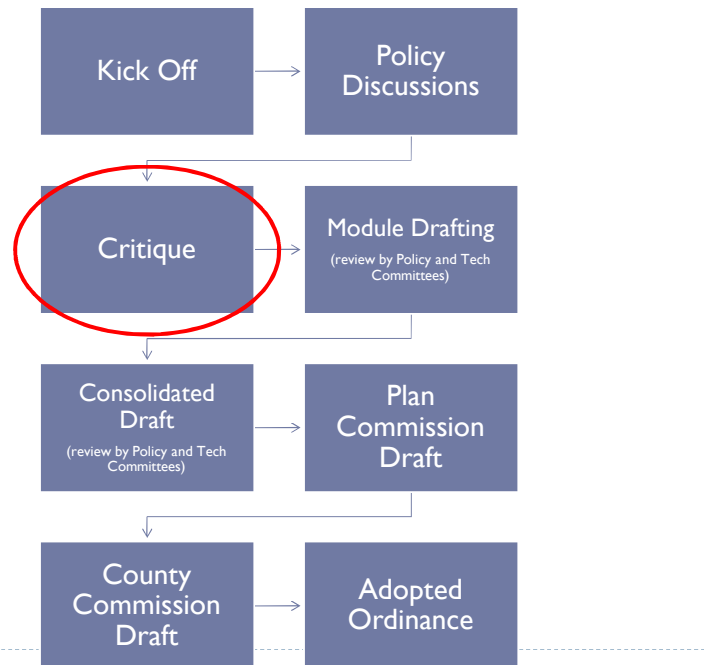 Kick Off
Policy
Discussions
Critique
Module Drafting
(review by Policy and Tech
Committees)
Consolidated
Draft
(review by Policy and Tech
Committees)
Plan
Commission
Draft
County
Commission
Draft
Adopted
Ordinance